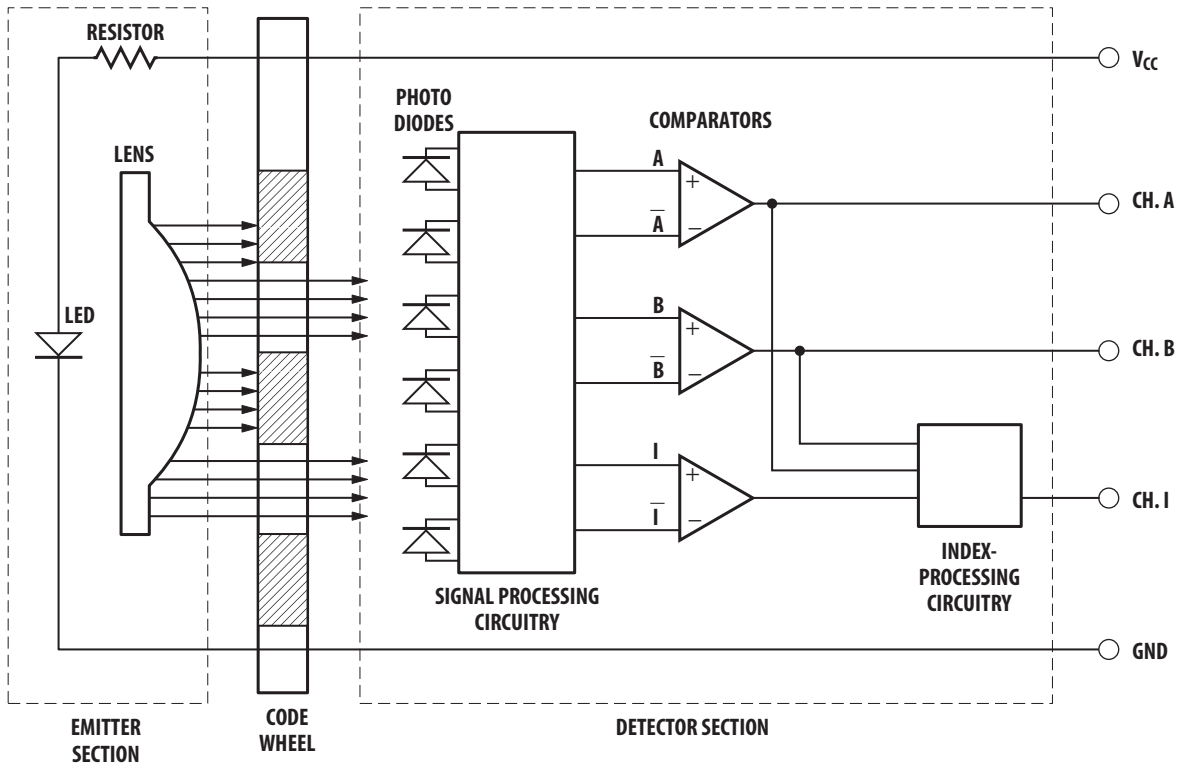 RESISTOR
VCC
PHOTO
DIODES
COMPARATORS
LENS
A
+
CH. A
A̅
−
LED
B
+
CH. B
B̅
−
I
+
I̅
−
CH. I
INDEX-
PROCESSING
CIRCUITRY
SIGNAL PROCESSING
CIRCUITRY
GND
EMITTER
SECTION
CODE
WHEEL
DETECTOR SECTION